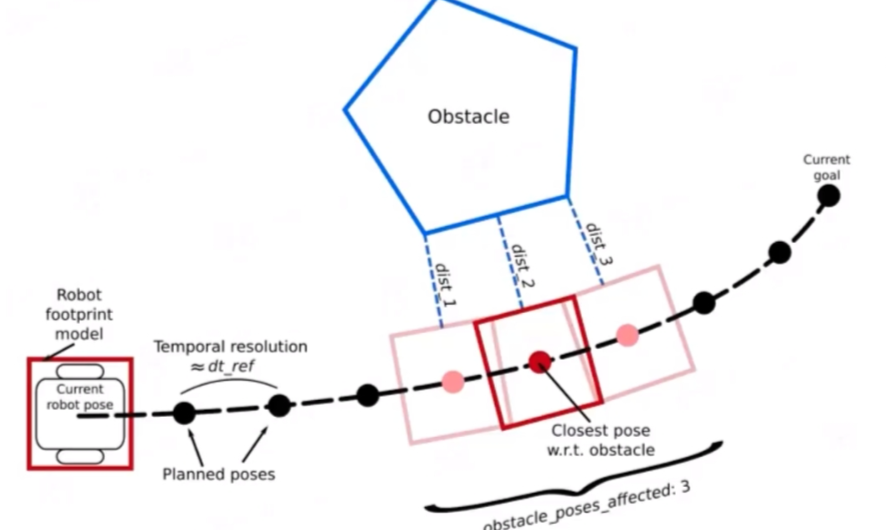 Obstacle
Current
goal
dist_1
dist_2
dist_3
Robot
footprint
model
Temporal resolution
≈ dt_ref
Current
robot pose
Planned poses
Closest pose
w.r.t. obstacle
obstacle_poses_affected: 3